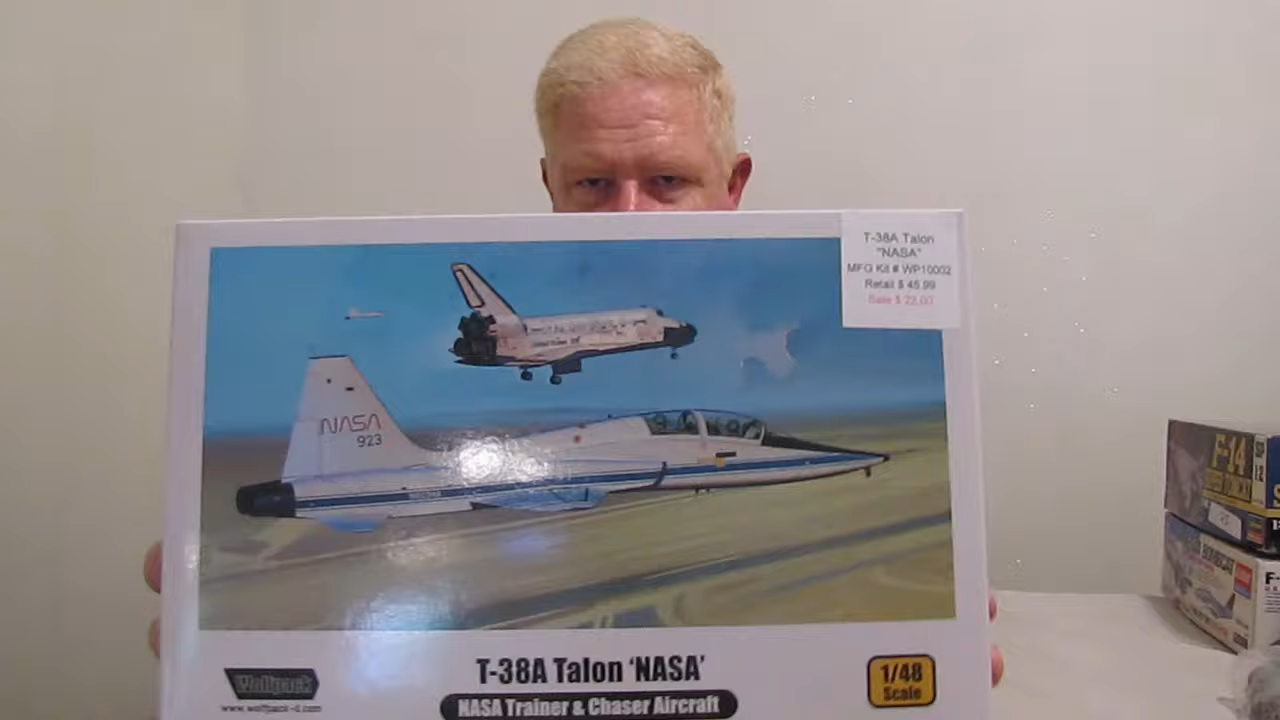 T-38A Talon
"NASA"
MFG Kit # WP10002
Retail $ 45.99
Sale $ 22.00
NASA
923
F-14
BOMBCAT
F-
Wolfpack
www.wolfpack-d.com
T-38A Talon 'NASA'
NASA Trainer & Chaser Aircraft
1/48
Scale